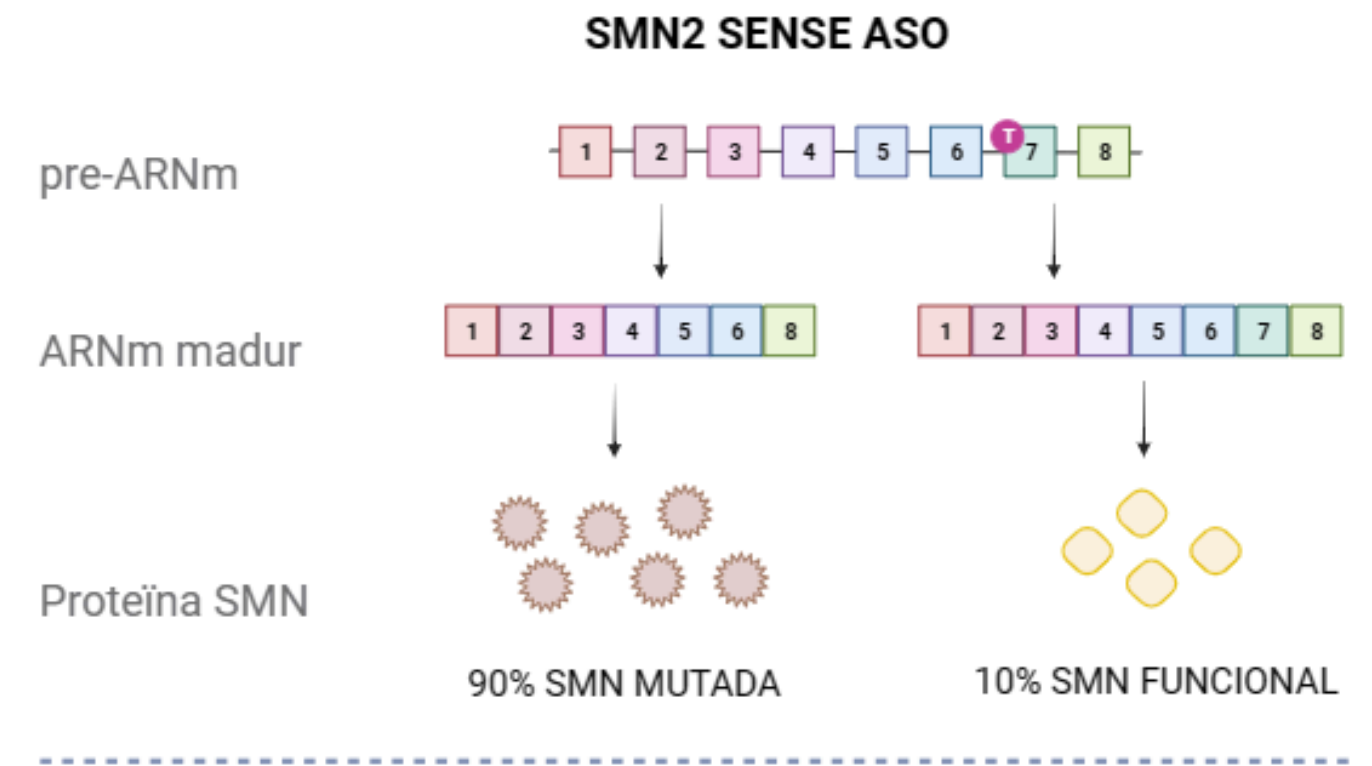 SMN2 SENSE ASO
pre-ARNm
1 2 3 4 5 6 T 7 8
ARNm madur
1 2 3 4 5 6 8
1 2 3 4 5 6 7 8
Proteïna SMN
90% SMN MUTADA
10% SMN FUNCIONAL